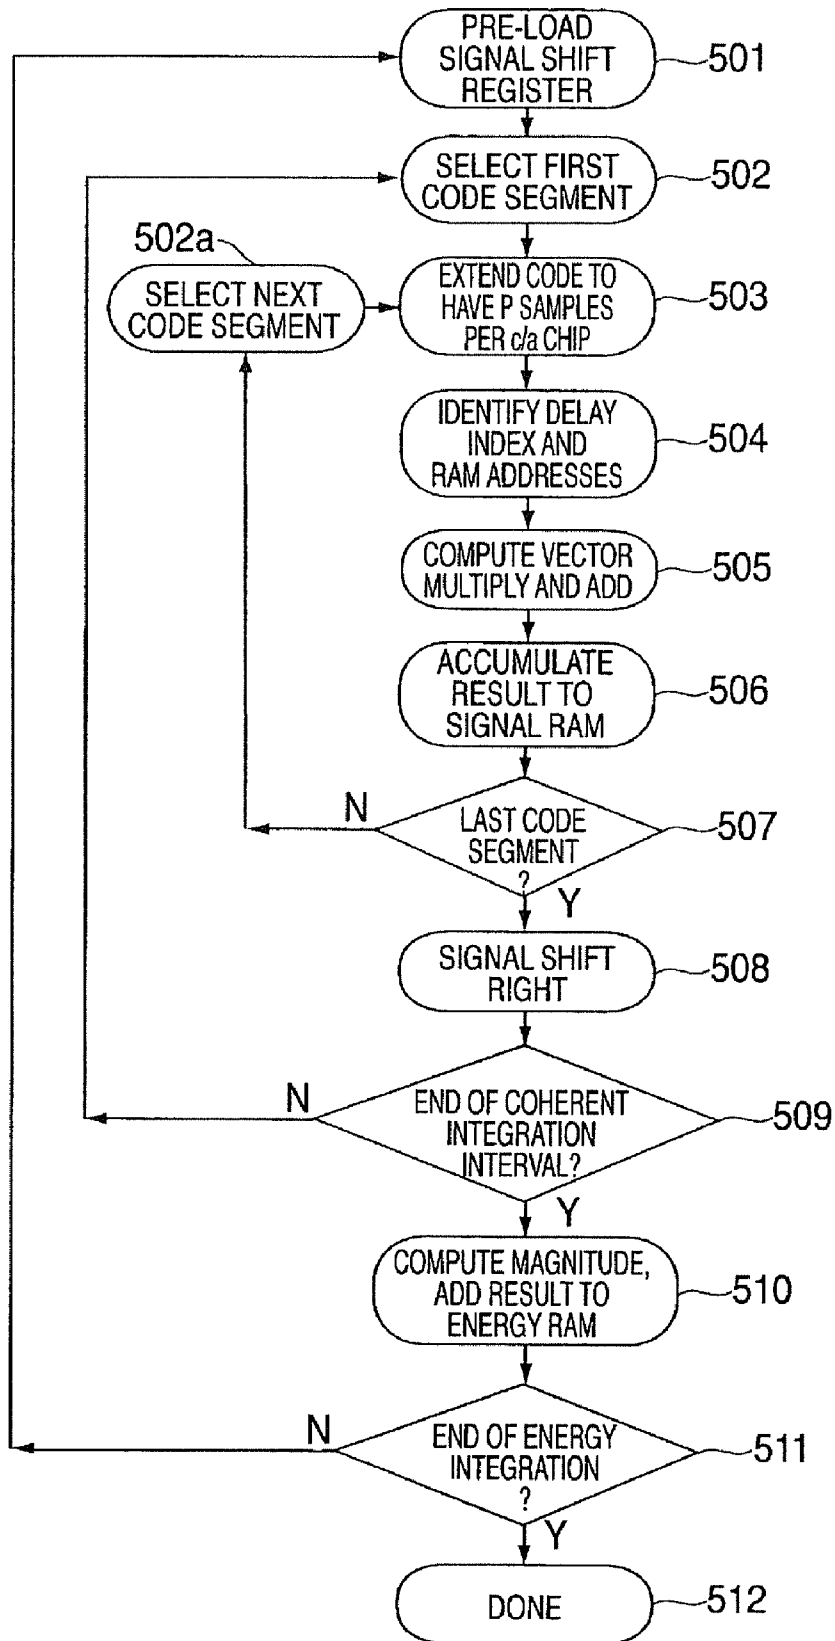 PRE-LOAD
SIGNAL SHIFT
REGISTER
501
SELECT FIRST
CODE SEGMENT
502
502a
SELECT NEXT
CODE SEGMENT
EXTEND CODE TO
HAVE P SAMPLES
PER c/a CHIP
503
IDENTIFY DELAY
INDEX AND
RAM ADDRESSES
504
COMPUTE VECTOR
MULTIPLY AND ADD
505
ACCUMULATE
RESULT TO
SIGNAL RAM
506
N
LAST CODE
SEGMENT
?
507
Y
SIGNAL SHIFT
RIGHT
508
N
END OF COHERENT
INTEGRATION
INTERVAL?
509
Y
COMPUTE MAGNITUDE,
ADD RESULT TO
ENERGY RAM
510
N
END OF ENERGY
INTEGRATION
?
511
Y
DONE
512